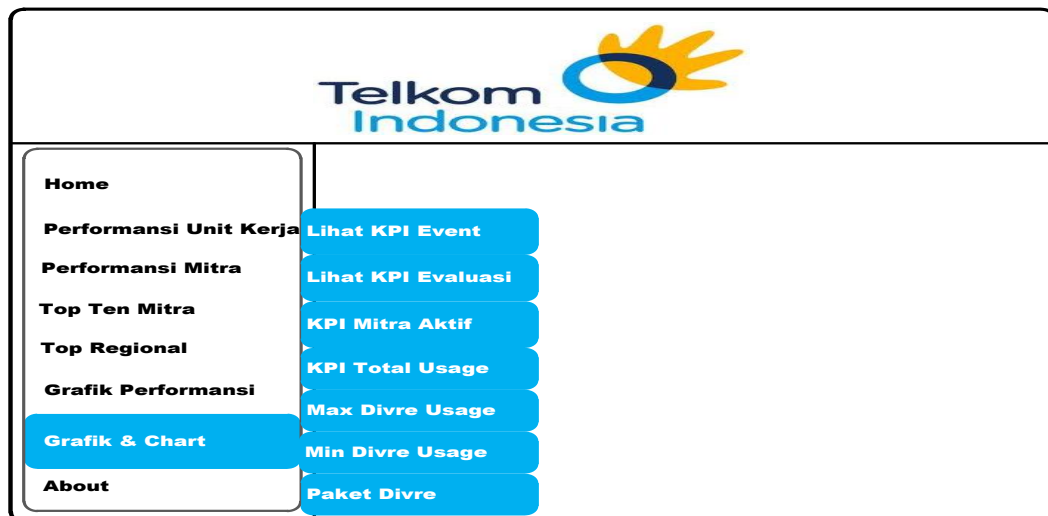 Telkom
Indonesia
Home
Performansi Unit Kerja
Performansi Mitra
Top Ten Mitra
Top Regional
Grafik Performansi
Grafik & Chart
About
Lihat KPI Event
Lihat KPI Evaluasi
KPI Mitra Aktif
KPI Total Usage
Max Divre Usage
Min Divre Usage
Paket Divre